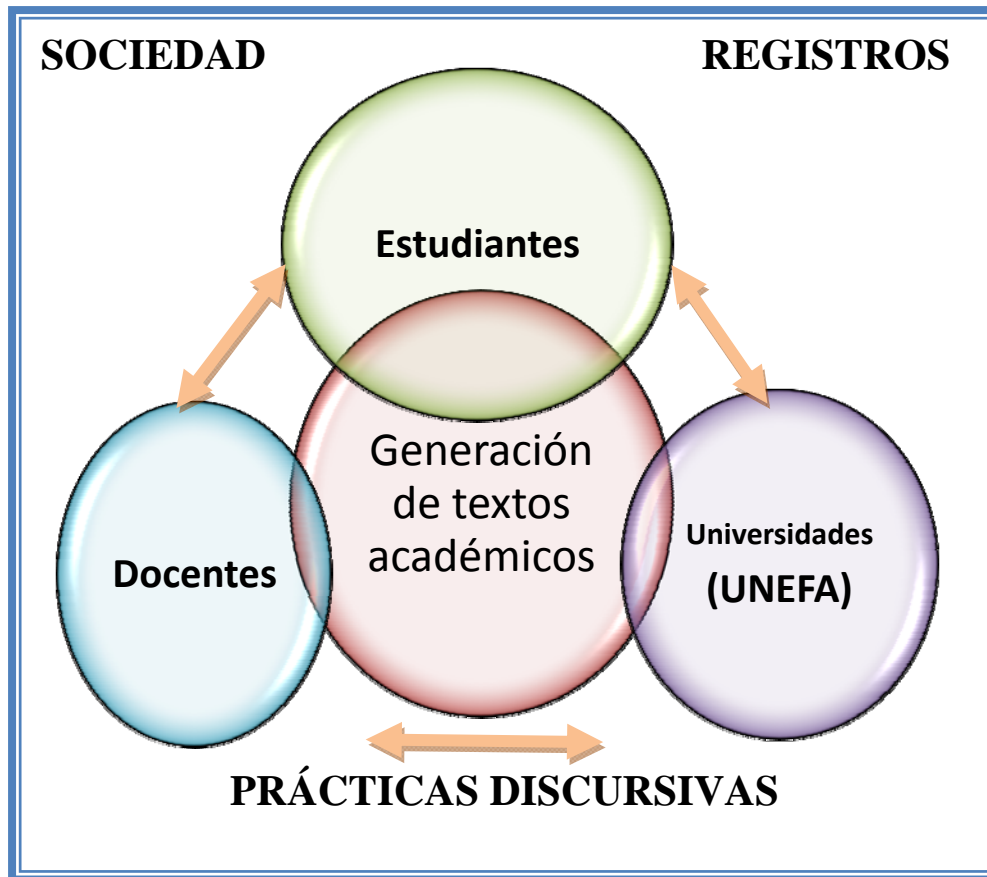 SOCIEDAD
REGISTROS
Estudiantes
Generación
de textos
académicos
Docentes
Universidades
(UNEFA)
PRÁCTICAS DISCURSIVAS